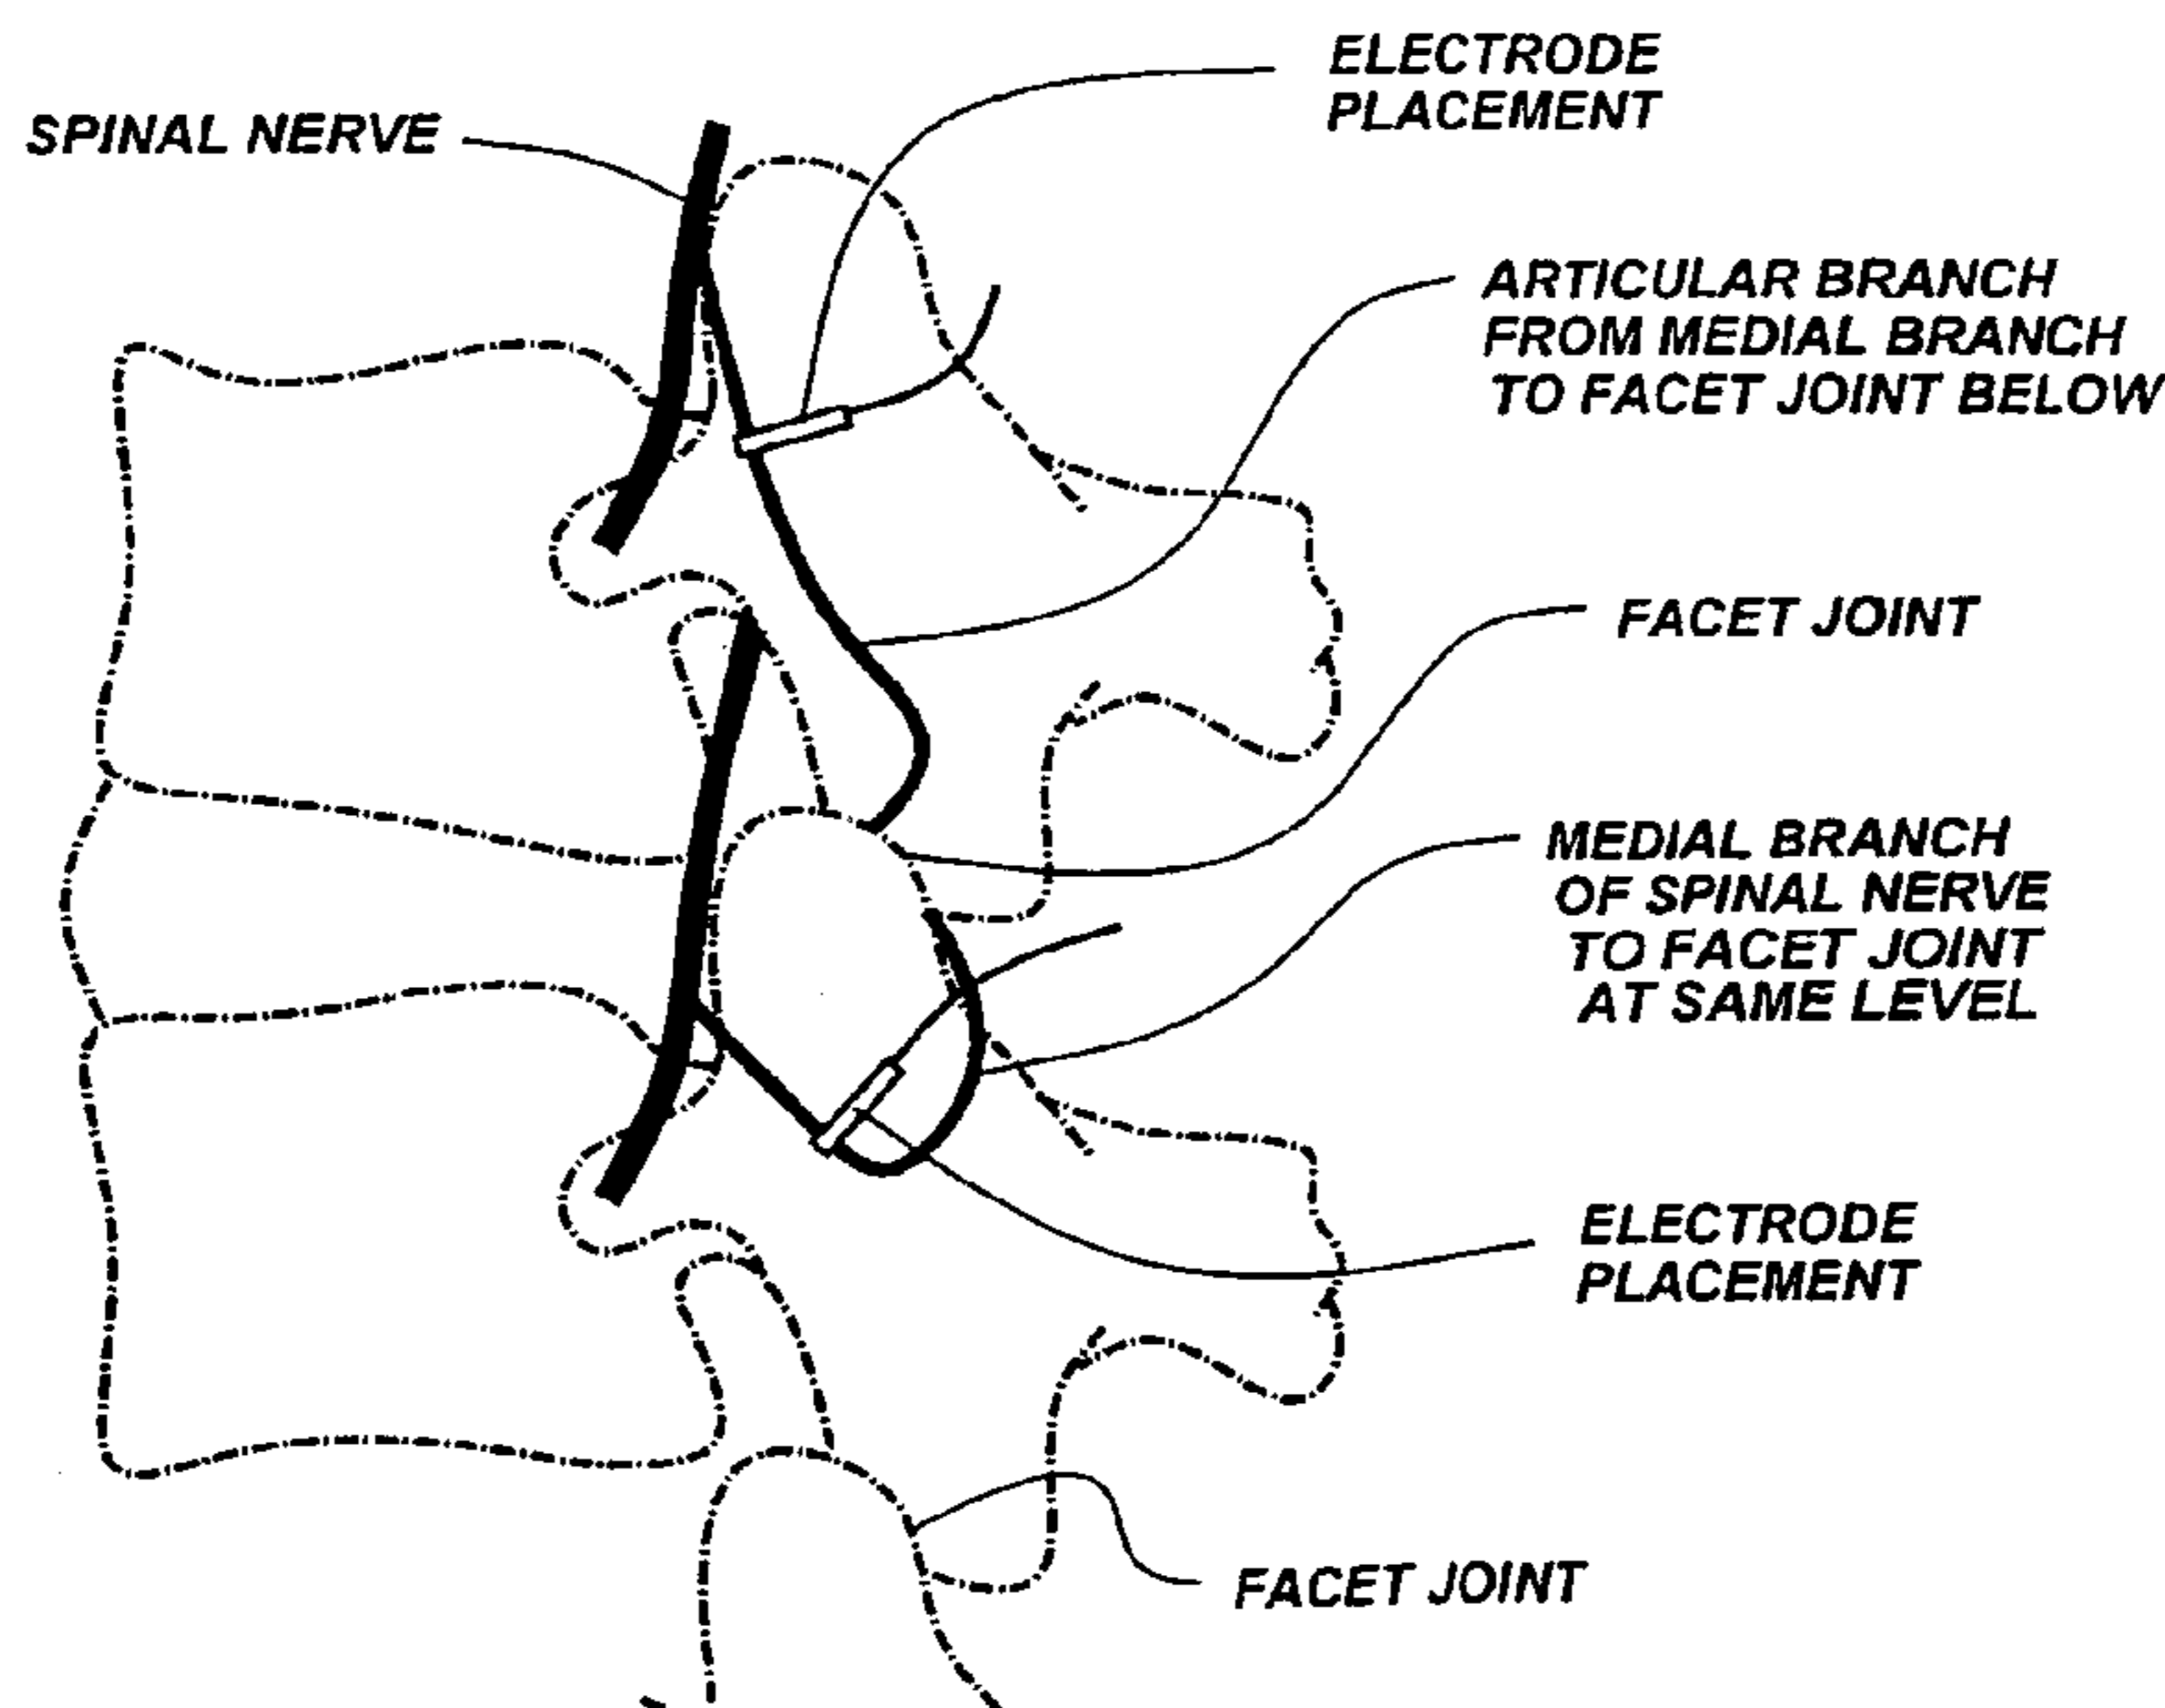 ELECTRODE
PLACEMENT
SPINAL NERVE
ARTICULAR BRANCH
FROM MEDIAL BRANCH
TO FACET JOINT BELOW
FACET JOINT
MEDIAL BRANCH
OF SPINAL NERVE
TO FACET JOINT
AT SAME LEVEL
ELECTRODE
PLACEMENT
FACET JOINT